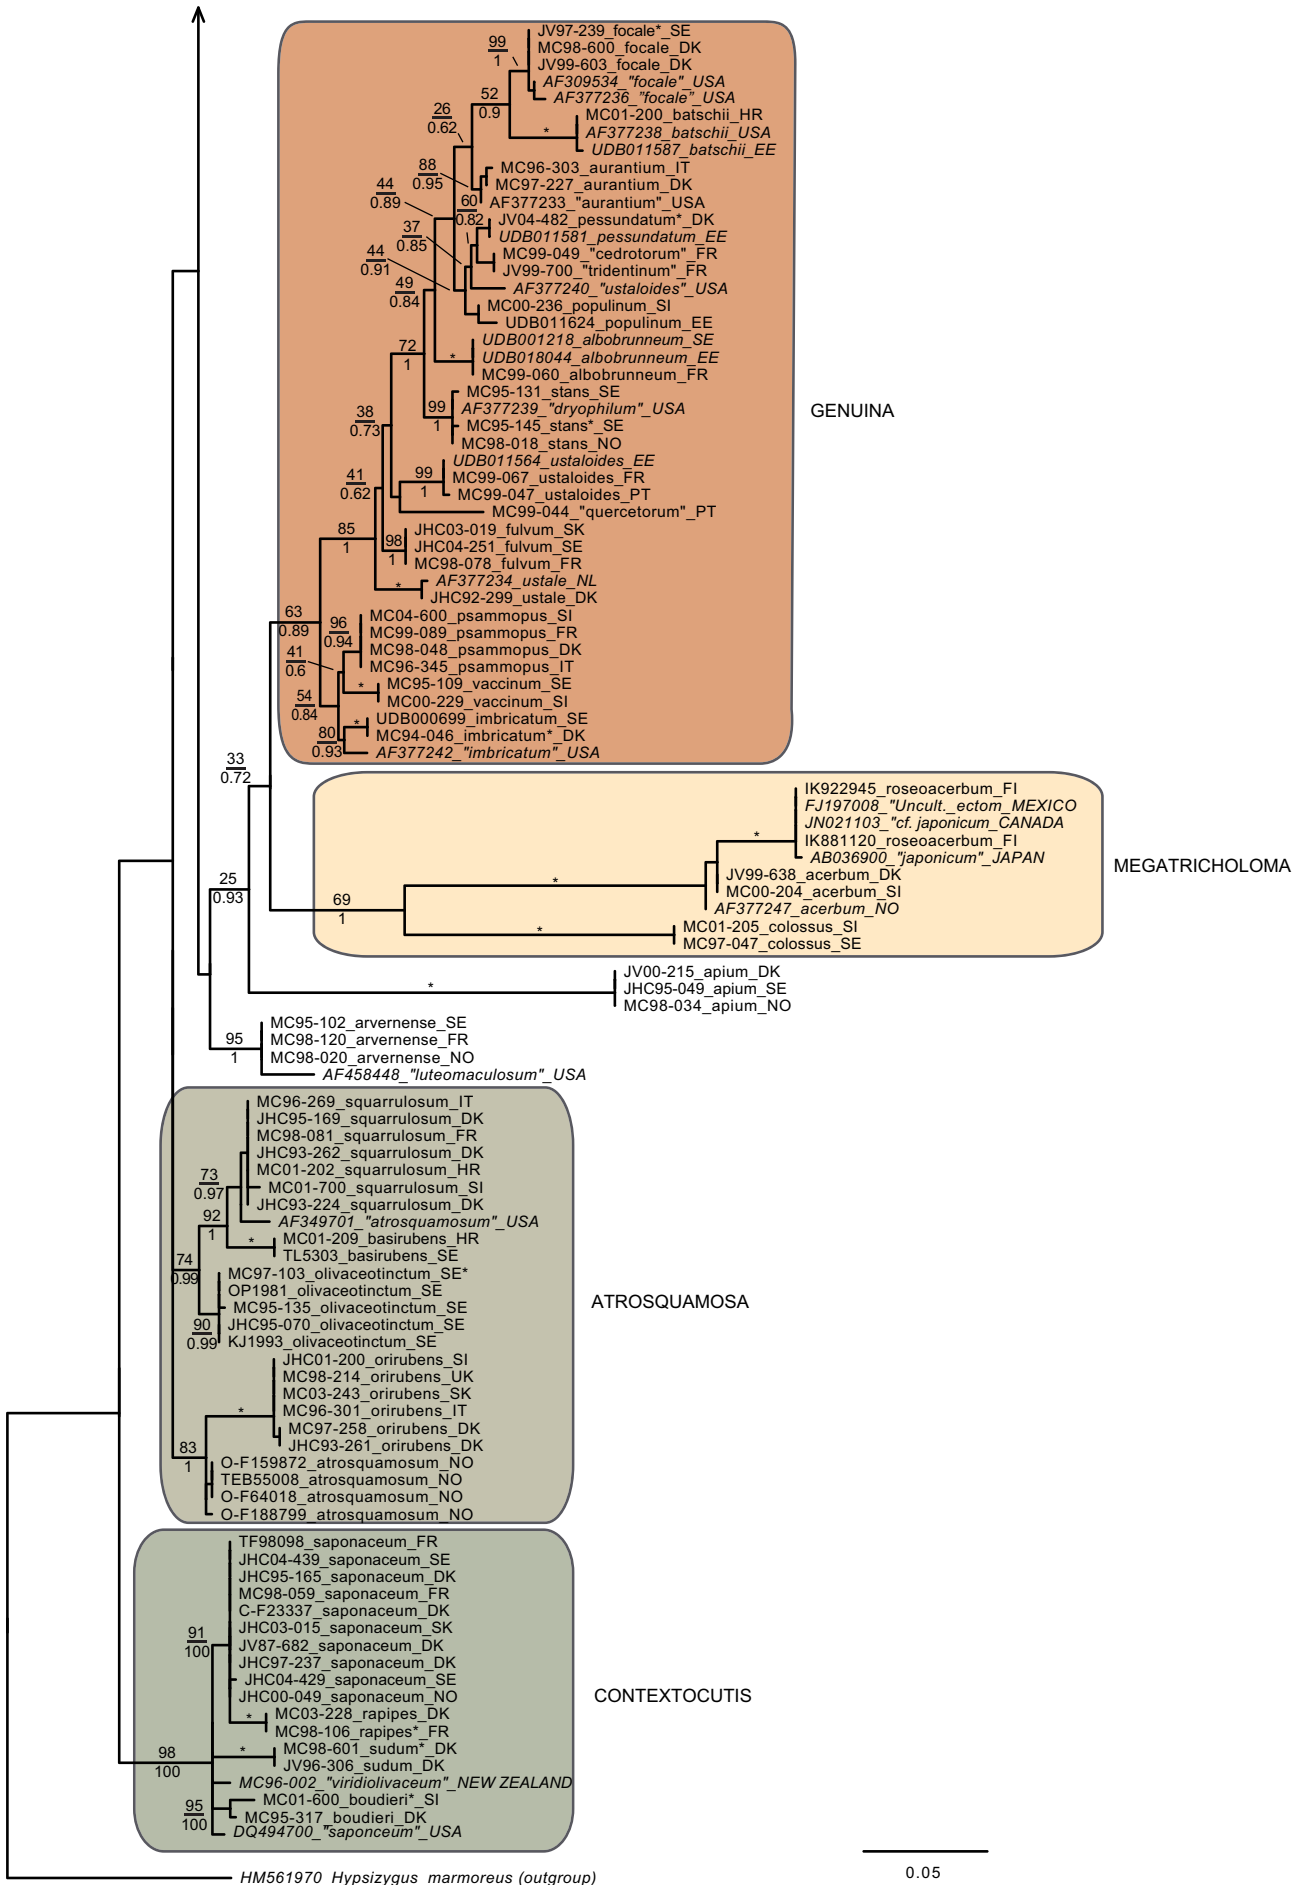 JV97-239_focale*_SE
99
MC98-600_focale_DK
1
JV99-603_focale_DK
AF309534_"focale"_USA
52
AF377236_"focale"_USA
0.9
26
0.62
MC01-200_batschii_HR
*
AF377238_batschii_USA
UDB011587_batschii_EE
88
0.95
MC96-303_aurantium_IT
MC97-227_aurantium_DK
44
0.89
AF377233_"aurantium"_USA
60
0.82
JV04-482_pessundatum*_DK
37
0.85
UDB011581_pessundatum_EE
44
0.91
MC99-049_"cedrotorum"_FR
JV99-700_"tridentinum"_FR
49
0.84
AF377240_"ustaloides"_USA
MC00-236_populinum_SI
UDB011624_populinum_EE
72
1
UDB001218_albobrunneum_SE
*
UDB018044_albobrunneum_EE
MC99-060_albobrunneum_FR
MC95-131_stans_SE
99
1
AF377239_"dryophilum"_USA
38
0.73
MC95-145_stans*_SE
MC98-018_stans_NO
UDB011564_ustaloides_EE
41
0.62
99
1
MC99-067_ustaloides_FR
MC99-047_ustaloides_PT
MC99-044_"quercetorum"_PT
85
1
JHC03-019_fulvum_SK
98
1
JHC04-251_fulvum_SE
MC98-078_fulvum_FR
*
AF377234_ustale_NL
JHC92-299_ustale_DK
63
0.89
MC04-600_psammopus_SI
96
0.94
MC99-089_psammopus_FR
41
0.6
MC98-048_psammopus_DK
MC96-345_psammopus_IT
*
MC95-109_vaccinum_SE
54
0.84
MC00-229_vaccinum_SI
*
UDB000699_imbricatum_SE
80
0.93
MC94-046_imbricatum*_DK
AF377242_"imbricatum"_USA
GENUINA
33
0.72
IK922945_roseoacerbum_FI
FJ197008_"Uncult._ectom_MEXICO
JN021103_"cf. japonicum_CANADA
*
IK881120_roseoacerbum_FI
AB036900_"japonicum"_JAPAN
MEGATRICHOLOMA
25
0.93
*
JV99-638_acerbum_DK
MC00-204_acerbum_SI
69
1
AF377247_acerbum_NO
*
MC01-205_colossus_SI
MC97-047_colossus_SE
*
JV00-215_apium_DK
JHC95-049_apium_SE
MC98-034_apium_NO
MC95-102_arvernense_SE
95
1
MC98-120_arvernense_FR
MC98-020_arvernense_NO
AF458448_"luteomaculosum"_USA
MC96-269_squarrulosum_IT
JHC95-169_squarrulosum_DK
MC98-081_squarrulosum_FR
JHC93-262_squarrulosum_DK
73
0.97
MC01-202_squarrulosum_HR
MC01-700_squarrulosum_SI
JHC93-224_squarrulosum_DK
92
1
AF349701_"atrosquamosum"_USA
*
MC01-209_basirubens_HR
TL5303_basirubens_SE
74
0.99
MC97-103_olivaceotinctum_SE*
OP1981_olivaceotinctum_SE
MC95-135_olivaceotinctum_SE
90
0.99
JHC95-070_olivaceotinctum_SE
KJ1993_olivaceotinctum_SE
ATROSQUAMOSA
JHC01-200_orirubens_SI
MC98-214_orirubens_UK
MC03-243_orirubens_SK
*
MC96-301_orirubens_IT
MC97-258_orirubens_DK
JHC93-261_orirubens_DK
83
1
O-F159872_atrosquamosum_NO
TEB55008_atrosquamosum_NO
O-F64018_atrosquamosum_NO
O-F188799_atrosquamosum_NO
TF98098_saponaceum_FR
JHC04-439_saponaceum_SE
JHC95-165_saponaceum_DK
MC98-059_saponaceum_FR
C-F23337_saponaceum_DK
91
100
JHC03-015_saponaceum_SK
JV87-682_saponaceum_DK
JHC97-237_saponaceum_DK
JHC04-429_saponaceum_SE
JHC00-049_saponaceum_NO
CONTEXTOCUTIS
*
MC03-228_rapipes_DK
MC98-106_rapipes*_FR
98
100
*
MC98-601_sudum*_DK
JV96-306_sudum_DK
MC96-002_"viridiolivaceum"_NEW ZEALAND
95
100
MC01-600_boudieri*_SI
MC95-317_boudieri_DK
DQ494700_"saponceum"_USA
0.05
HM561970_Hypsizygus_marmoreus (outgroup)